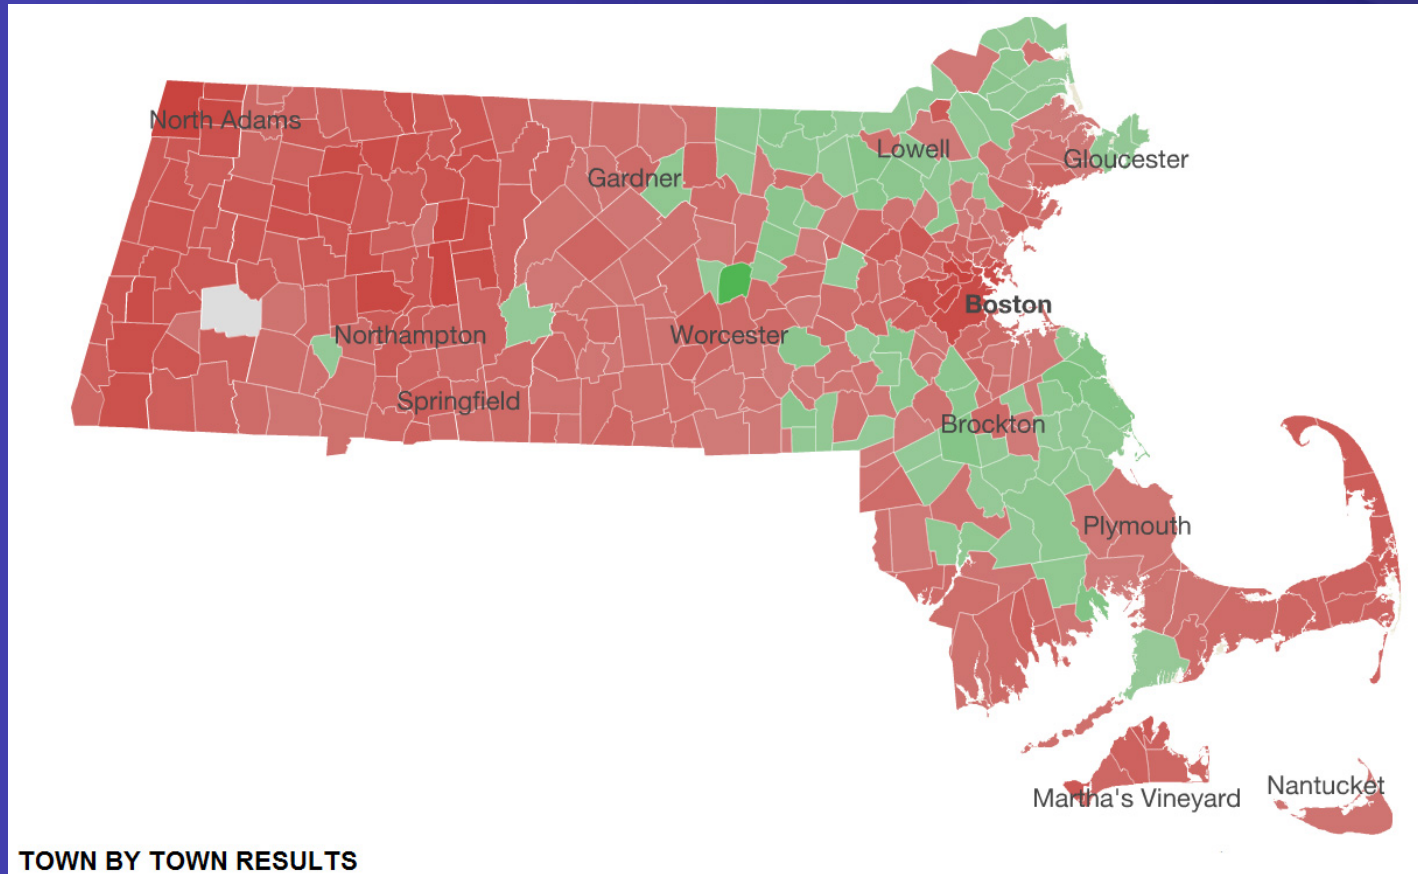 North Adams
Lowell
Gloucester
Gardner
Boston
Northampton
Worcester
Springfield
Brockton
Plymouth
Nantucket
Martha's Vineyard
TOWN BY TOWN RESULTS